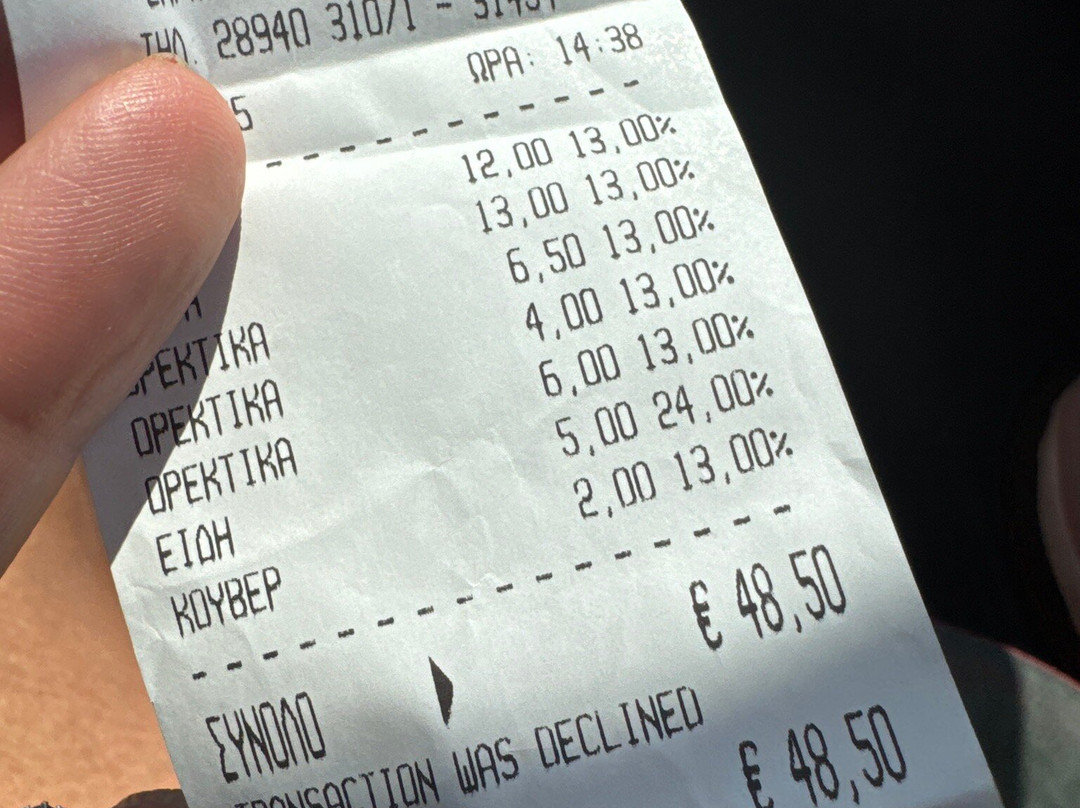 ΤΗΛ. 28940 31071 -
5 ΩΡΑ: 14:38
12,00 13,00%
13,00 13,00%
6,50 13,00%
ΟΡΕΚΤΙΚΑ 4,00 13,00%
ΟΡΕΚΤΙΚΑ 6,00 13,00%
ΟΡΕΚΤΙΚΑ
ΕΙΔΗ 5,00 24,00%
ΚΟΥΒΕΡ 2,00 13,00%
ΣΥΝΟΛΟ € 48,50
TRANSACTION WAS DECLINED
€ 48,50